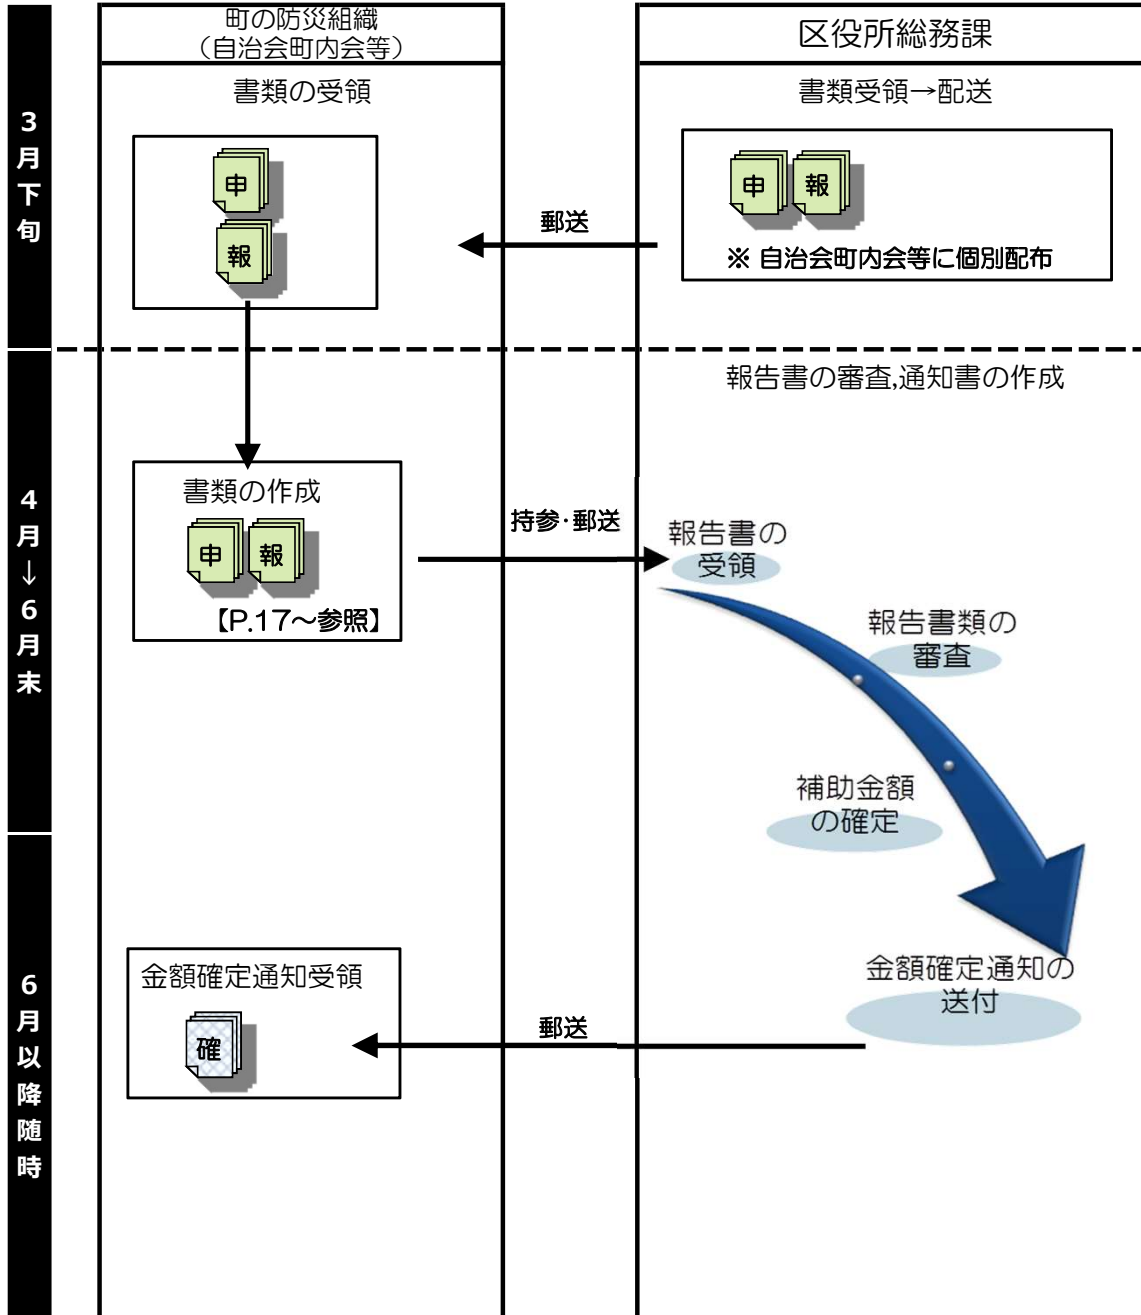 町の防災組織
（自治会町内会等）
区役所総務課
3月下旬
書類の受領
書類受領→配送
申
報
申
報
※ 自治会町内会等に個別配布
郵送
4月→6月末
報告書の審査,通知書の作成
書類の作成
申
報
【P.17～参照】
持参･郵送
報告書の
受領
報告書類の
審査
補助金額
の確定
6月以降随時
金額確定通知受領
確
郵送
金額確定通知の
送付